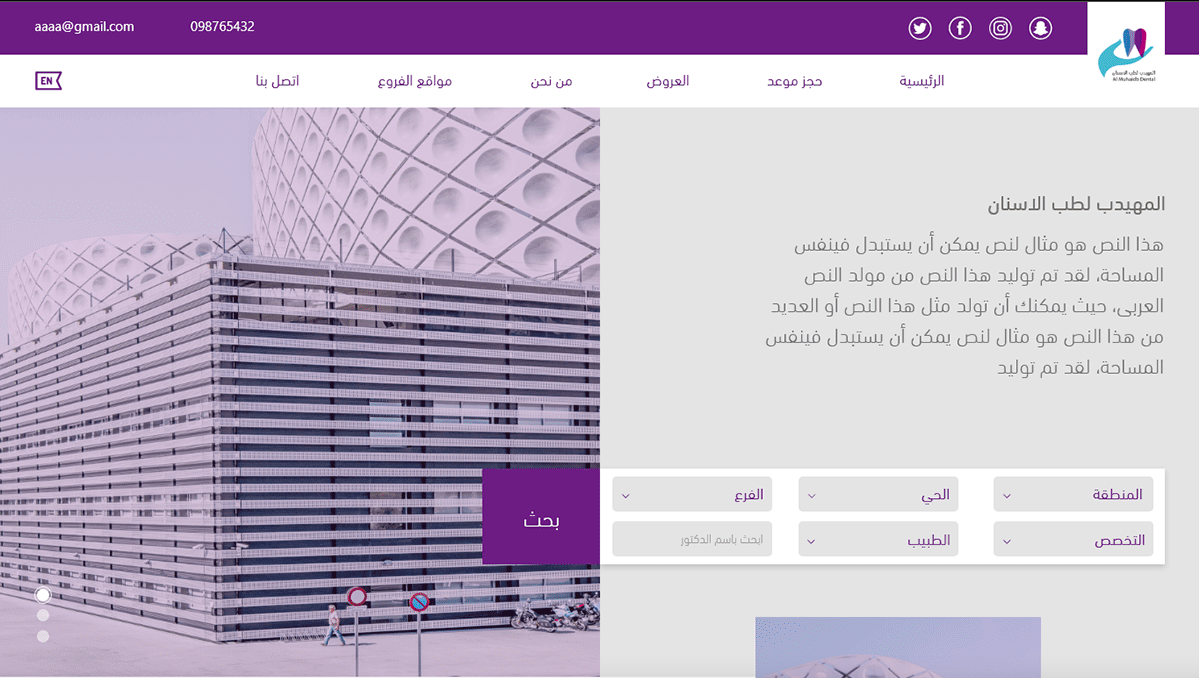 aaaa@gmail.com
098765432
المهيدب لطب الاسنان
Al Muhaidb Dental
الرئيسية
حجز موعد
العروض
من نحن
مواقع الفروع
اتصل بنا
EN
المهيدب لطب الاسنان
هذا النص هو مثال لنص يمكن أن يستبدل فينفس
المساحة، لقد تم توليد هذا النص من مولد النص
العربى، حيث يمكنك أن تولد مثل هذا النص أو العديد
من هذا النص هو مثال لنص يمكن أن يستبدل فينفس
المساحة، لقد تم توليد
المنطقة
الحي
الفرع
التخصص
الطبيب
ابحث باسم الدكتور
بحث